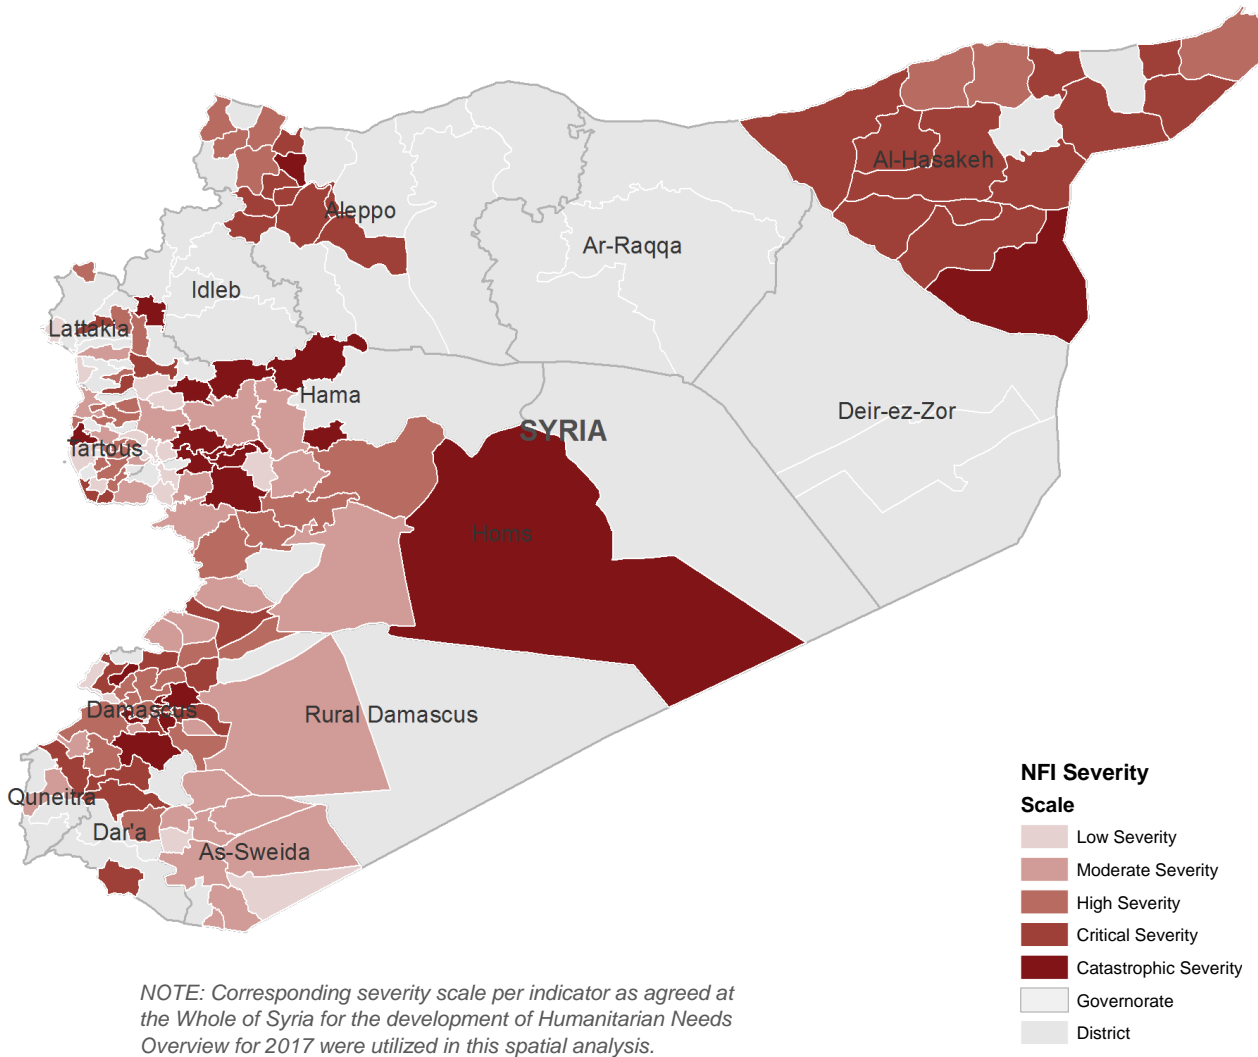 Al-Hasakeh
Aleppo
Ar-Raqqa
Idleb
Lattakia
Hama
Deir-ez-Zor
SYRIA
Tartous
Homs
Damascus
Rural Damascus
Quneitra
Dar'a
As-Sweida
NFI Severity
Scale
Low Severity
Moderate Severity
High Severity
Critical Severity
Catastrophic Severity
Governorate
District
NOTE: Corresponding severity scale per indicator as agreed at
the Whole of Syria for the development of Humanitarian Needs
Overview for 2017 were utilized in this spatial analysis.